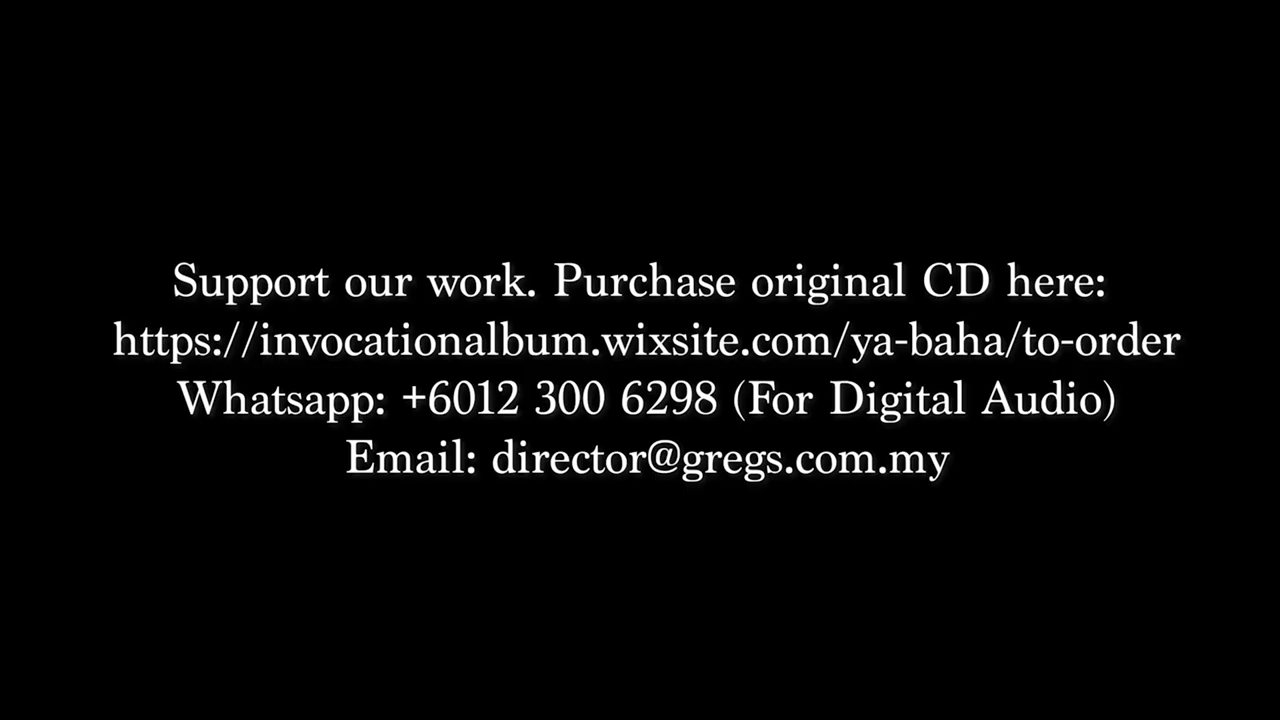 Support our work. Purchase original CD here:
https://invocationalbum.wixsite.com/ya-baha/to-order
Whatsapp: +6012 300 6298 (For Digital Audio)
Email: director@gregs.com.my